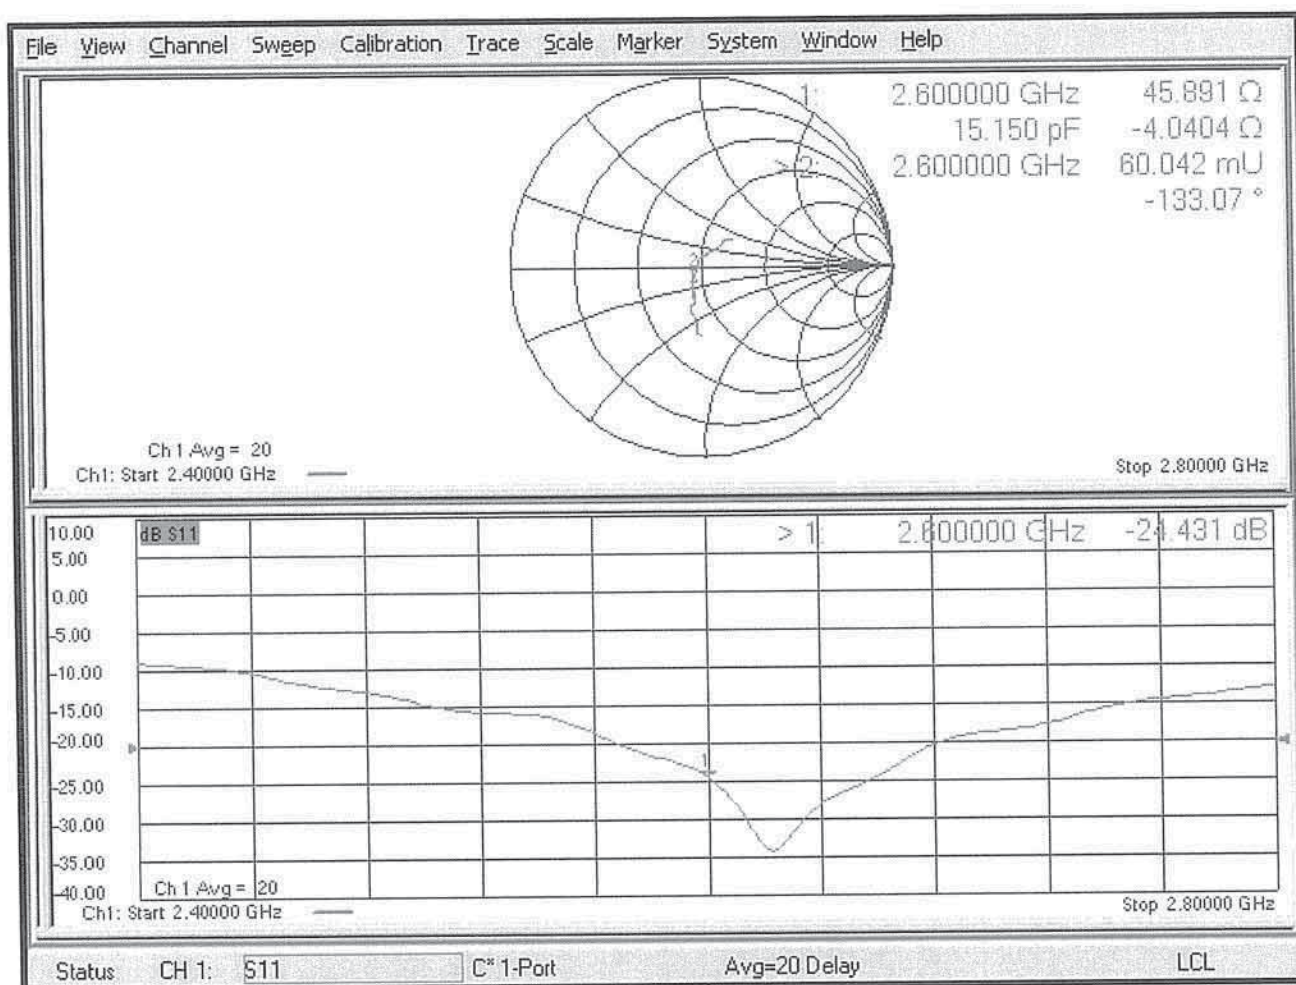 File View Channel Sweep Calibration Trace Scale Marker System Window Help
1: 2.600000 GHz 45.891 Ω
15.150 pF -4.0404 Ω
> 2: 2.600000 GHz 60.042 mU
-133.07 °
2
Ch 1 Avg = 20
Ch1: Start 2.40000 GHz
Stop 2.80000 GHz
10.00
dB S11
> 1: 2.600000 GHz -24.431 dB
5.00
0.00
-5.00
-10.00
-15.00
-20.00
1
-25.00
-30.00
-35.00
-40.00
Ch 1 Avg = 20
Ch1: Start 2.40000 GHz
Stop 2.80000 GHz
Status CH 1: S11 C* 1-Port Avg=20 Delay LCL